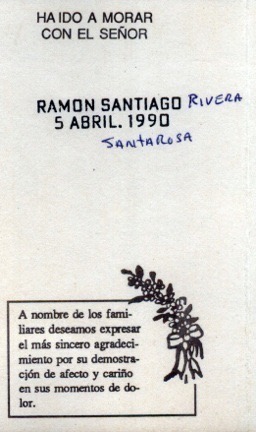 HA IDO A MORAR
CON EL SEÑOR
RAMON SANTIAGO RIVERA
5 ABRIL. 1990
SANTAROSA
A nombre de los fami-
liares deseamos expresar
el más sincero agradeci-
miento por su demostra-
ción de afecto y cariño
en sus momentos de do-
lor.